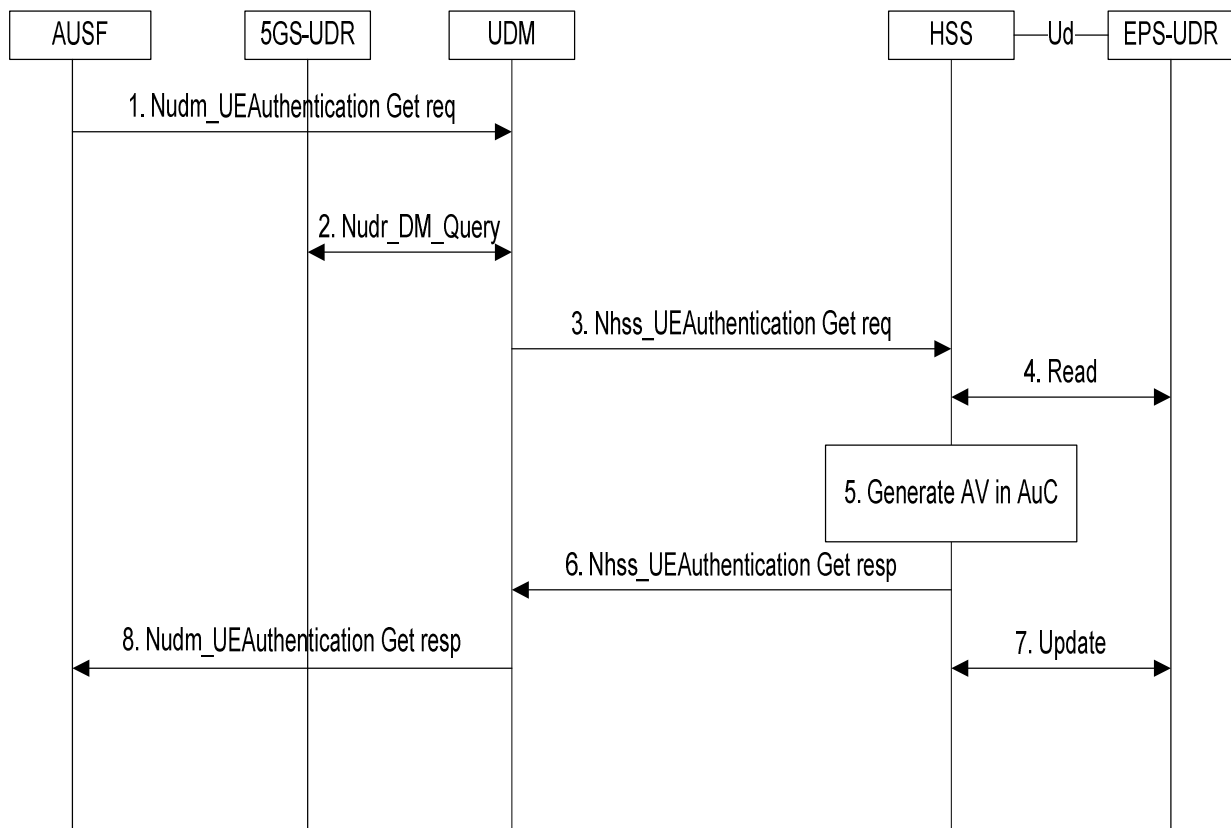 AUSF
5GS-UDR
UDM
HSS
Ud
EPS-UDR
1. Nudm_UEAuthentication Get req
2. Nudr_DM_Query
3. Nhss_UEAuthentication Get req
4. Read
5. Generate AV in AuC
6. Nhss_UEAuthentication Get resp
8. Nudm_UEAuthentication Get resp
7. Update